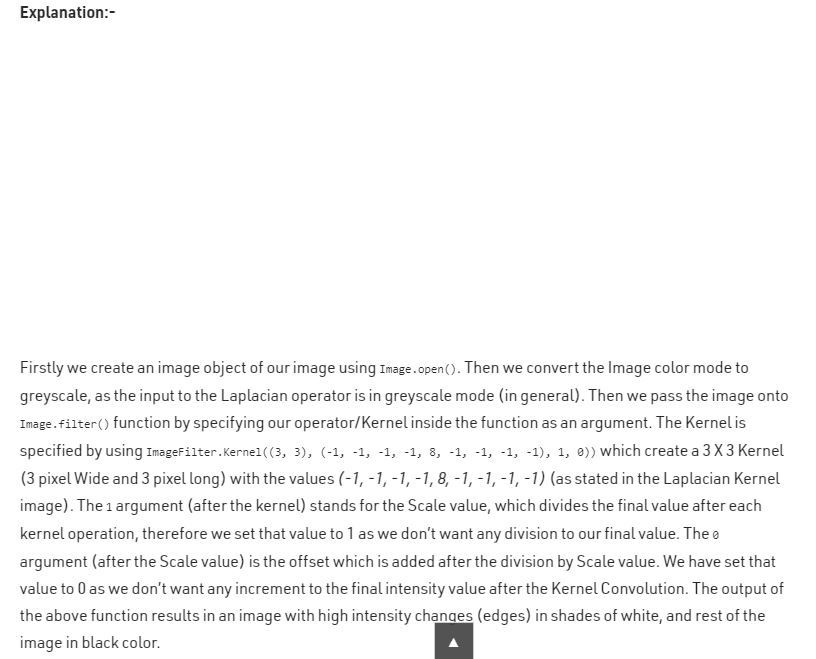 Explanation:-
Firstly we create an image object of our image using Image.open(). Then we convert the Image color mode to
greyscale, as the input to the Laplacian operator is in greyscale mode (in general). Then we pass the image onto
Image.filter() function by specifying our operator/Kernel inside the function as an argument. The Kernel is
specified by using ImageFilter.Kernel((3, 3), (-1, -1, -1, -1, 8, -1, -1, -1, -1), 1, 0)) which create a 3 X 3 Kernel
(3 pixel Wide and 3 pixel long) with the values (-1, -1, -1, -1, 8, -1, -1, -1, -1) (as stated in the Laplacian Kernel
image). The 1 argument (after the kernel) stands for the Scale value, which divides the final value after each
kernel operation, therefore we set that value to 1 as we don't want any division to our final value. The 0
argument (after the Scale value) is the offset which is added after the division by Scale value. We have set that
value to 0 as we don't want any increment to the final intensity value after the Kernel Convolution. The output of
the above function results in an image with high intensity changes (edges) in shades of white, and rest of the
image in black color.